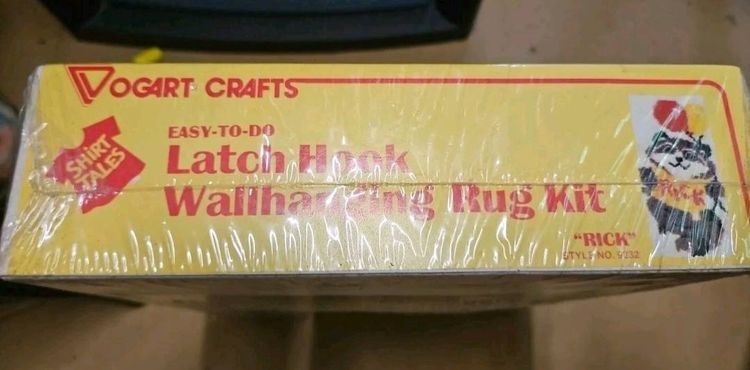 VOGART CRAFTS
SHIRT
TALES
EASY-TO-DO
Latch Hook
Wallhanging Rug Kit
"RICK"
STYLE NO. 9232
RICK